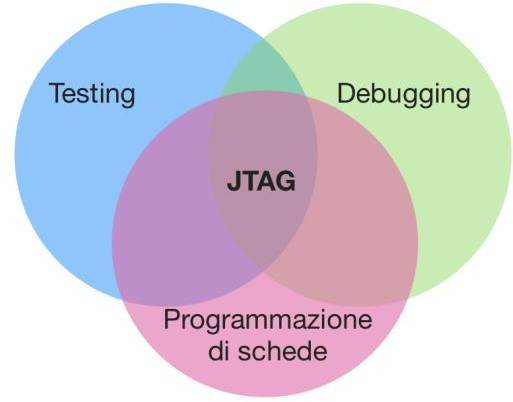 Testing
Debugging
JTAG
Programmazione
di schede